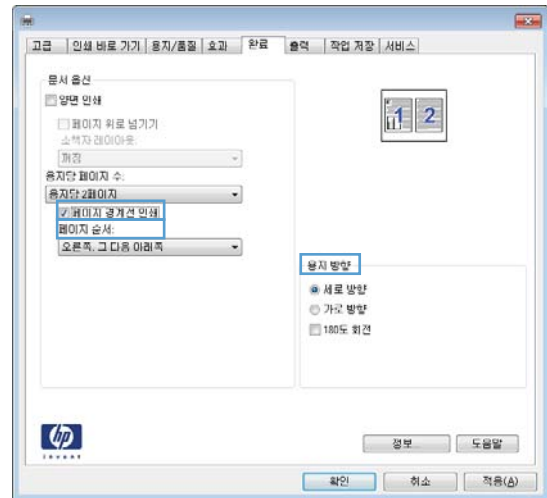 고급 인쇄 바로 가기 용지/품질 효과 완료 출력 작업 저장 서비스
문서 옵션
양면 인쇄
페이지 위로 넘기기
소책자 레이아웃:
꺼짐
용지당 페이지 수:
용지당 2페이지
페이지 경계선 인쇄
페이지 순서:
오른쪽, 그 다음 아래쪽
1 2
용지 방향
세로 방향
가로 방향
180도 회전
hp
invent
정보...
도움말
확인
취소
적용(A)